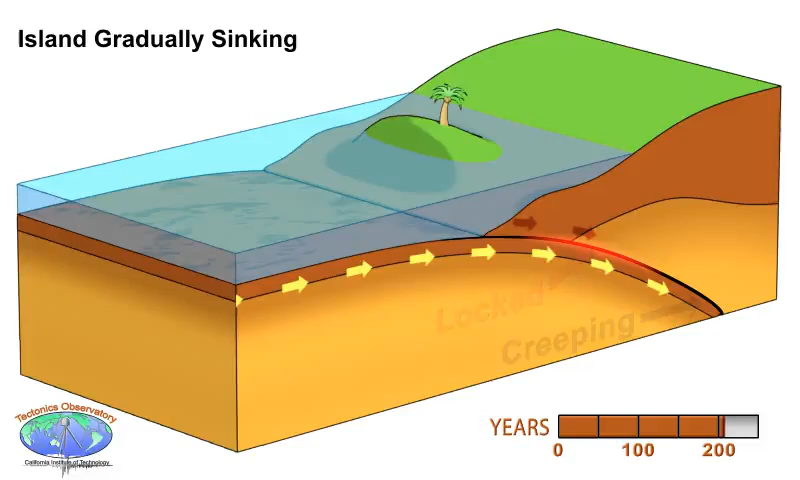 Island Gradually Sinking
Locked
Creeping
Tectonics Observatory
California Institute of Technology
YEARS
0 100 200